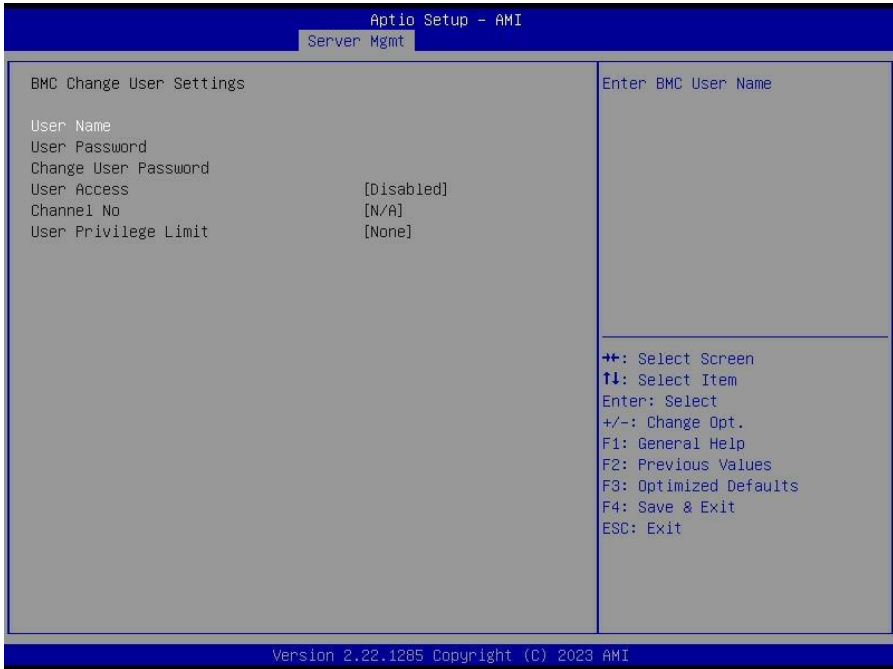 Aptio Setup - AMI
Server Mgmt
BMC Change User Settings
User Name
User Password
Change User Password
User Access [Disabled]
Channel No [N/A]
User Privilege Limit [None]
Enter BMC User Name
→←: Select Screen
↑↓: Select Item
Enter: Select
+/-: Change Opt.
F1: General Help
F2: Previous Values
F3: Optimized Defaults
F4: Save & Exit
ESC: Exit
Version 2.22.1285 Copyright (C) 2023 AMI